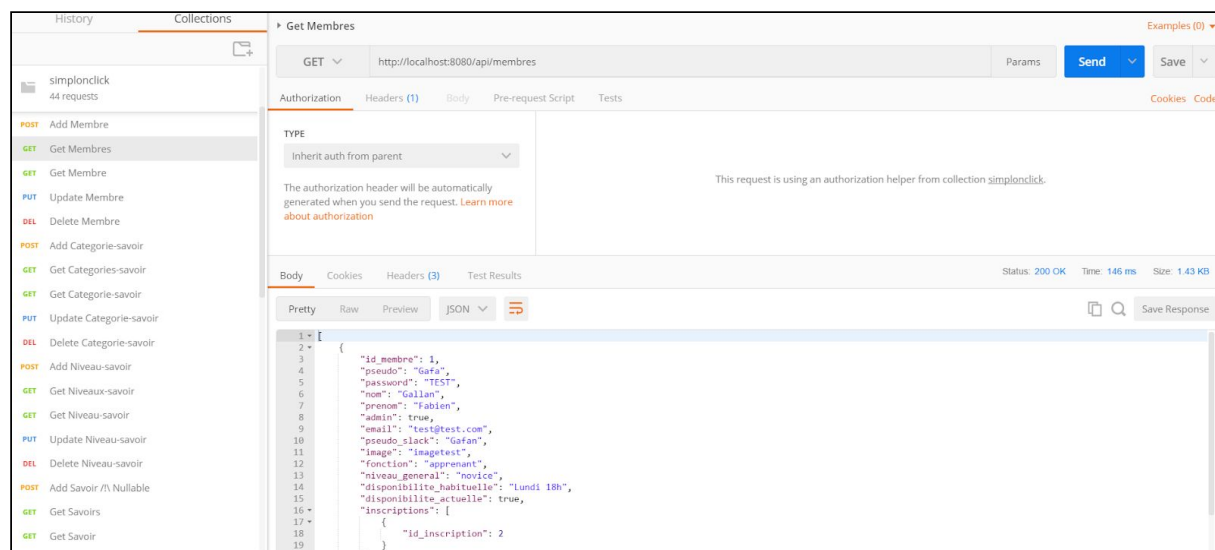 History Collections
simplonclick
44 requests
POST Add Membre
GET Get Membres
GET Get Membre
PUT Update Membre
DEL Delete Membre
POST Add Categorie-savoir
GET Get Categories-savoir
GET Get Categorie-savoir
PUT Update Categorie-savoir
DEL Delete Categorie-savoir
POST Add Niveau-savoir
GET Get Niveaux-savoir
GET Get Niveau-savoir
PUT Update Niveau-savoir
DEL Delete Niveau-savoir
POST Add Savoir /!\ Nullable
GET Get Savoirs
GET Get Savoir
Get Membres Examples (0)
GET http://localhost:8080/api/membres Params Send Save
Authorization Headers (1) Body Pre-request Script Tests Cookies Code
TYPE
Inherit auth from parent
The authorization header will be automatically
generated when you send the request. Learn more
about authorization
This request is using an authorization helper from collection simplonclick.
Body Cookies Headers (3) Test Results Status: 200 OK Time: 146 ms Size: 1.43 KB
Pretty Raw Preview JSON Save Response
1 [
2 {
3 "id_membre": 1,
4 "pseudo": "Gafa",
5 "password": "TEST",
6 "nom": "Gallan",
7 "prenom": "Fabien",
8 "admin": true,
9 "email": "test@test.com",
10 "pseudo_slack": "Gafan",
11 "image": "imagetest",
12 "fonction": "apprenant",
13 "niveau_general": "novice",
14 "disponibilite_habituelle": "Lundi 18h",
15 "disponibilite_actuelle": true,
16 "inscriptions": [
17 {
18 "id_inscription": 2
19 }